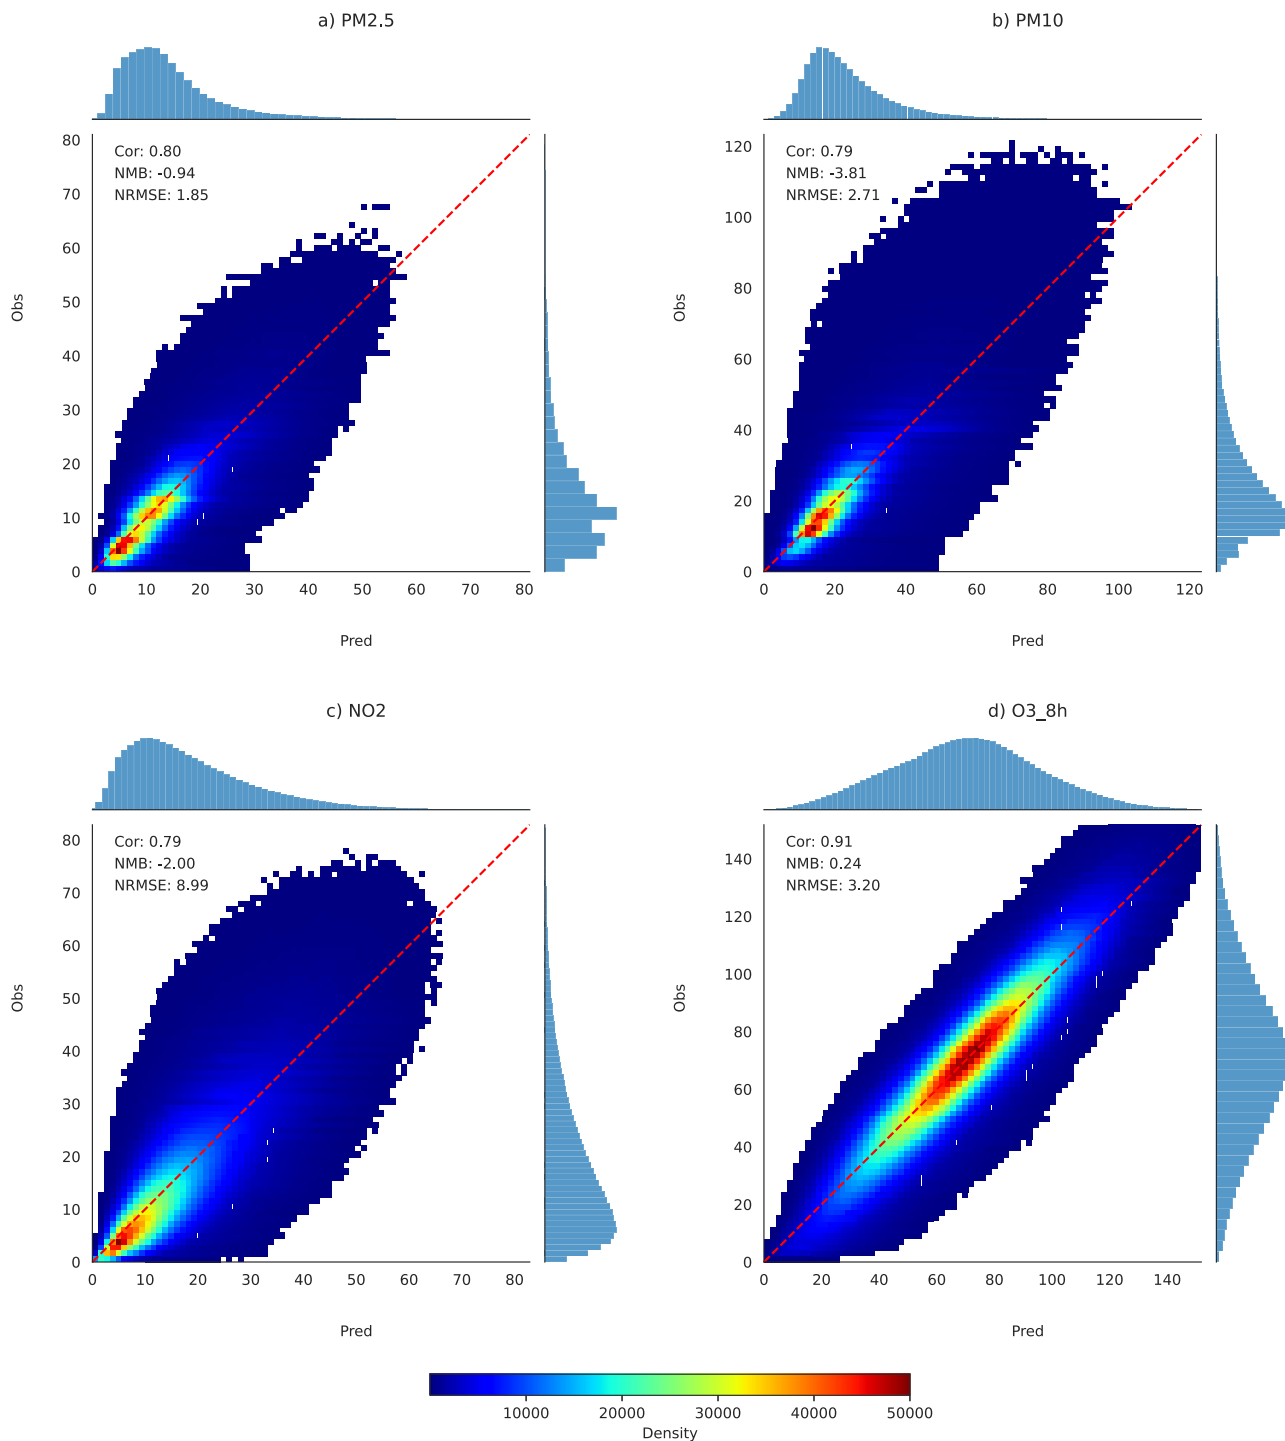 a) PM2.5
Cor: 0.80
NMB: -0.94
NRMSE: 1.85
80
70
60
50
40
30
20
10
0
Obs
0 10 20 30 40 50 60 70 80
Pred
b) PM10
Cor: 0.79
NMB: -3.81
NRMSE: 2.71
120
100
80
60
40
20
0
Obs
0 20 40 60 80 100 120
Pred
c) NO2
Cor: 0.79
NMB: -2.00
NRMSE: 8.99
80
70
60
50
40
30
20
10
0
Obs
0 10 20 30 40 50 60 70 80
Pred
d) O3_8h
Cor: 0.91
NMB: 0.24
NRMSE: 3.20
140
120
100
80
60
40
20
0
Obs
0 20 40 60 80 100 120 140
Pred
10000 20000 30000 40000 50000
Density